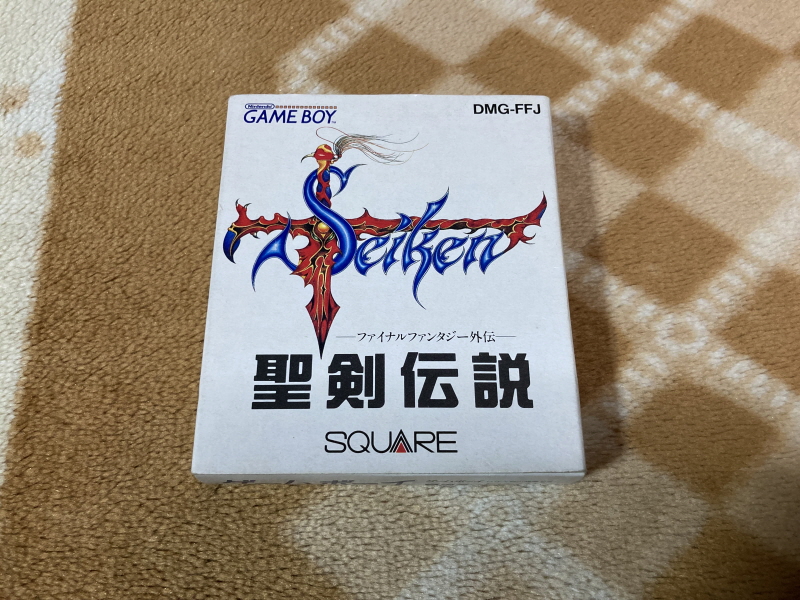 Nintendo
GAME BOY™
DMG-FFJ
Seiken
ファイナルファンタジー外伝
聖剣伝説
SQUARE